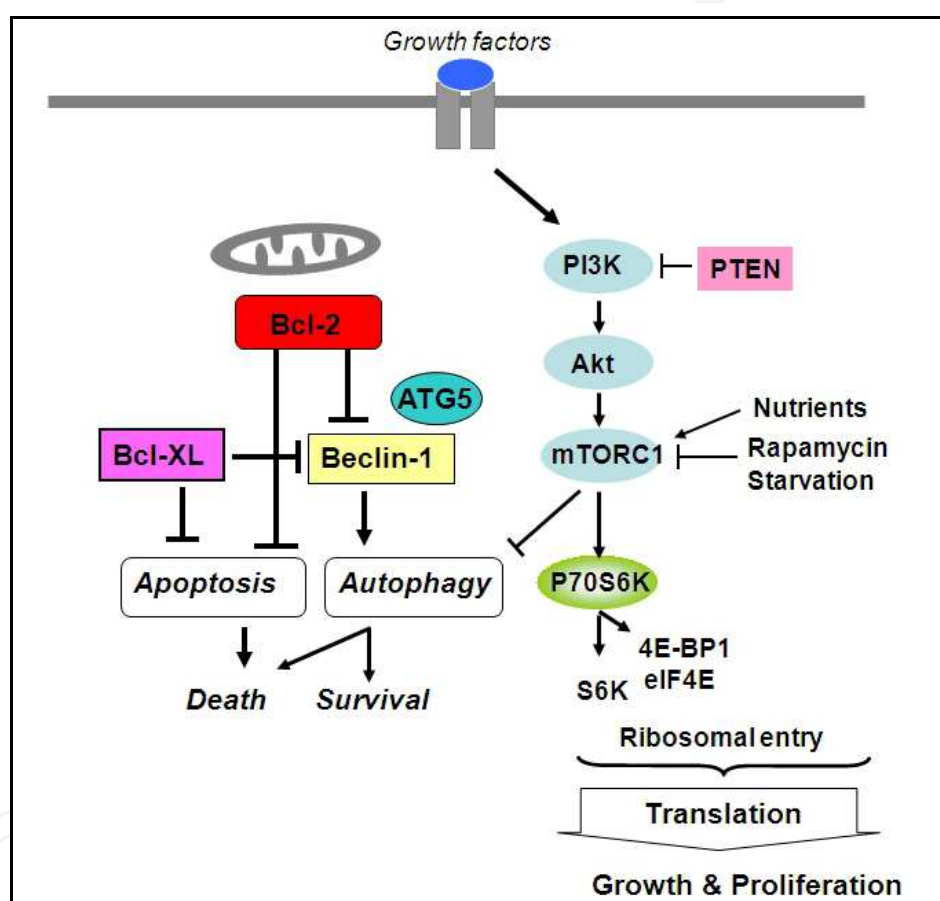 Growth factors
PI3K
PTEN
Bcl-2
Akt
ATG5
Nutrients
Bcl-XL
Beclin-1
mTORC1
Rapamycin
Starvation
Apoptosis
Autophagy
P70S6K
4E-BP1
eIF4E
S6K
Death
Survival
Ribosomal entry
Translation
Growth & Proliferation